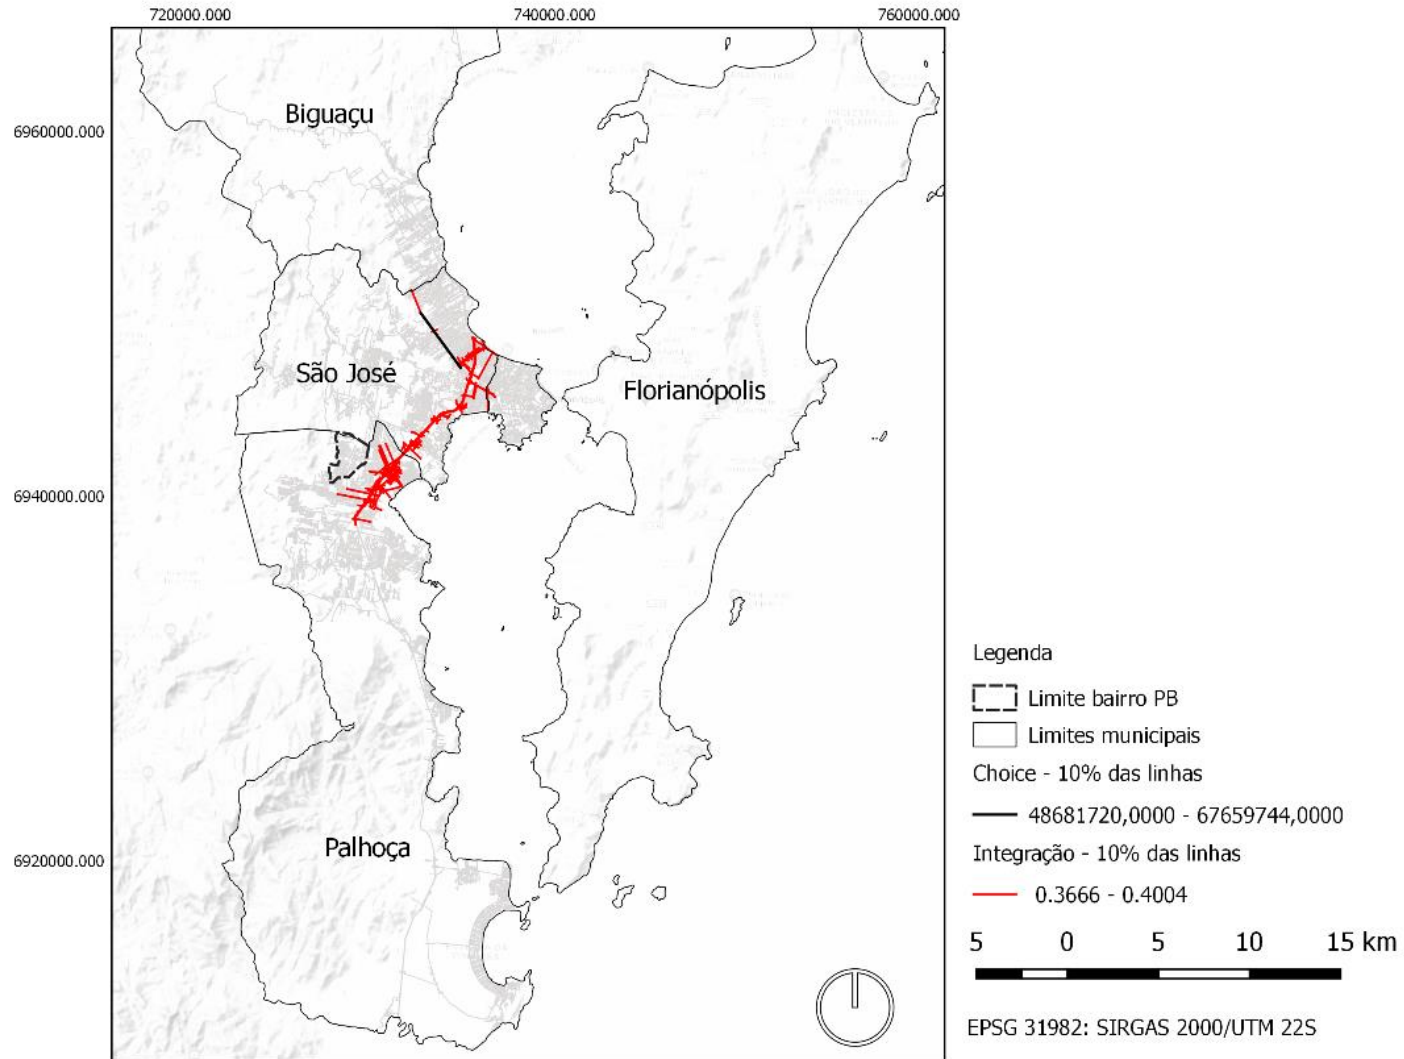 720000.000
740000.000
760000.000
6960000.000
6940000.000
6920000.000
Biguaçu
São José
Florianópolis
Palhoça
Legenda
Limite bairro PB
Limites municipais
Choice - 10% das linhas
48681720,0000 - 67659744,0000
Integração - 10% das linhas
0.3666 - 0.4004
5 0 5 10 15 km
EPSG 31982: SIRGAS 2000/UTM 22S